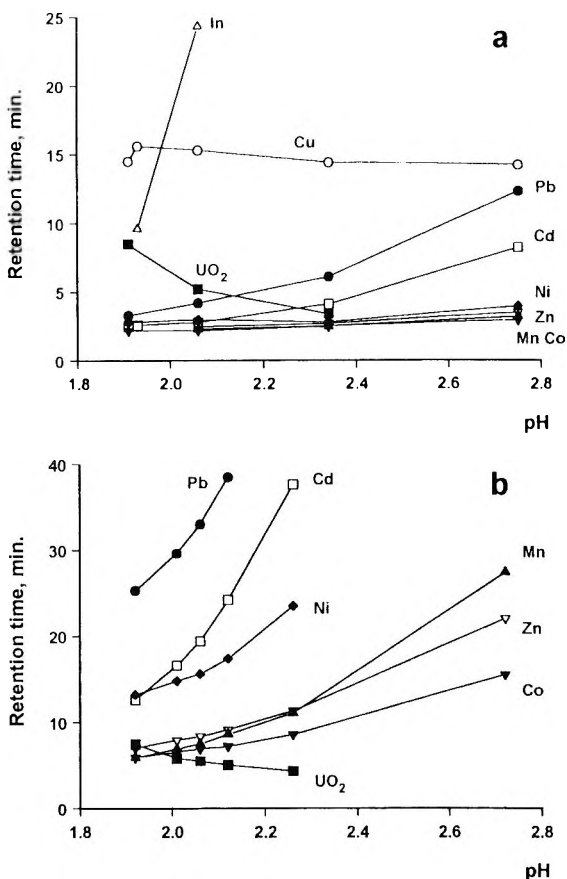 25
In
a
20
Cu
15
Pb
Retention time, min.
10
Cd
UO2
5
Ni
Zn
Mn Co
0
1.8 2.0 2.2 2.4 2.6 2.8
pH
40
Pb Cd b
Mn
30
Ni
Zn
Retention time, min.
20
Co
10
UO2
0
1.8 2.0 2.2 2.4 2.6 2.8
pH